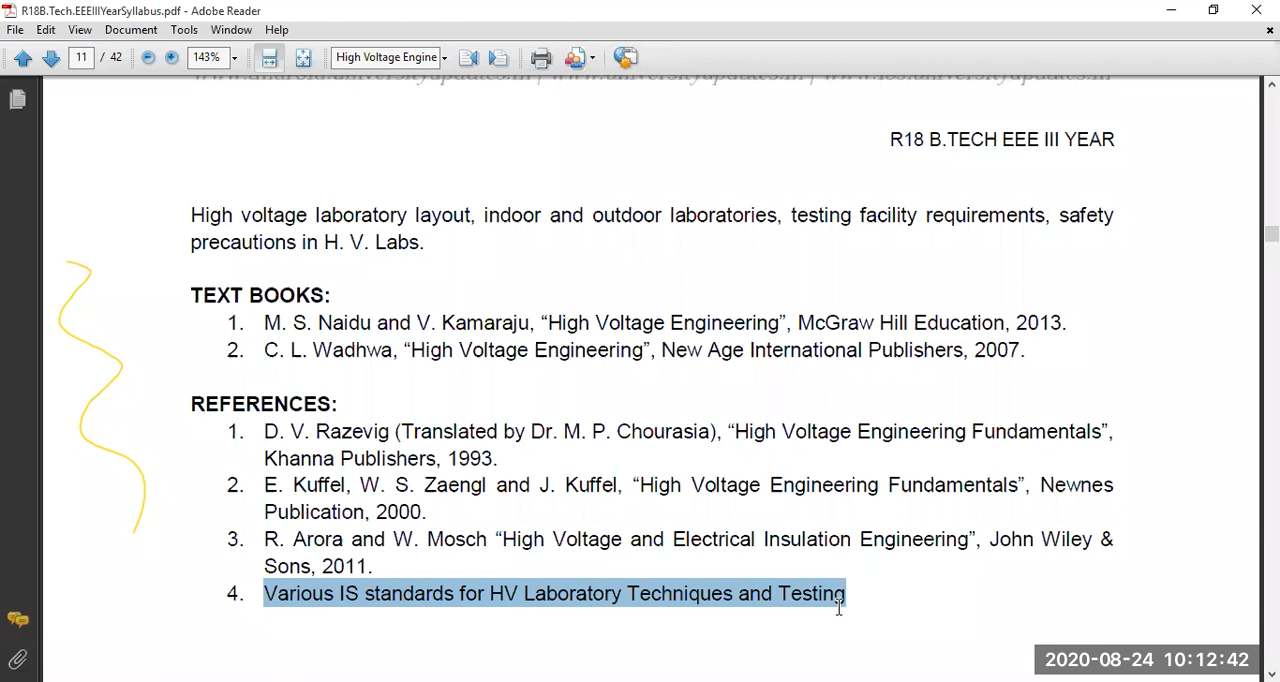 R18B.Tech.EEEIIIYearSyllabus.pdf - Adobe Reader
File Edit View Document Tools Window Help
11 / 42 143% High Voltage Engine
R18 B.TECH EEE III YEAR
High voltage laboratory layout, indoor and outdoor laboratories, testing facility requirements, safety
precautions in H. V. Labs.
TEXT BOOKS:
1. M. S. Naidu and V. Kamaraju, “High Voltage Engineering”, McGraw Hill Education, 2013.
2. C. L. Wadhwa, “High Voltage Engineering”, New Age International Publishers, 2007.
REFERENCES:
1. D. V. Razevig (Translated by Dr. M. P. Chourasia), “High Voltage Engineering Fundamentals”,
Khanna Publishers, 1993.
2. E. Kuffel, W. S. Zaengl and J. Kuffel, “High Voltage Engineering Fundamentals”, Newnes
Publication, 2000.
3. R. Arora and W. Mosch “High Voltage and Electrical Insulation Engineering”, John Wiley &
Sons, 2011.
4. Various IS standards for HV Laboratory Techniques and Testing
2020-08-24 10:12:42